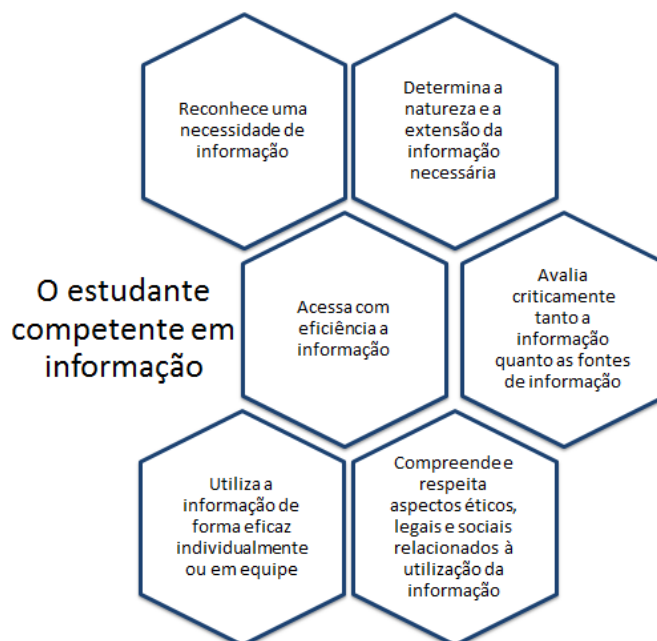 Reconhece uma
necessidade de
informação
Determina a
natureza e a
extensão da
informação
necessária
O estudante
competente em
informação
Acessa com
eficiência a
informação
Avalia
criticamente
tanto a
informação
quanto as fontes
de informação
Utiliza a
informação de
forma eficaz
individualmente
ou em equipe
Compreende e
respeita
aspectos éticos,
legais e sociais
relacionados à
utilização da
informação